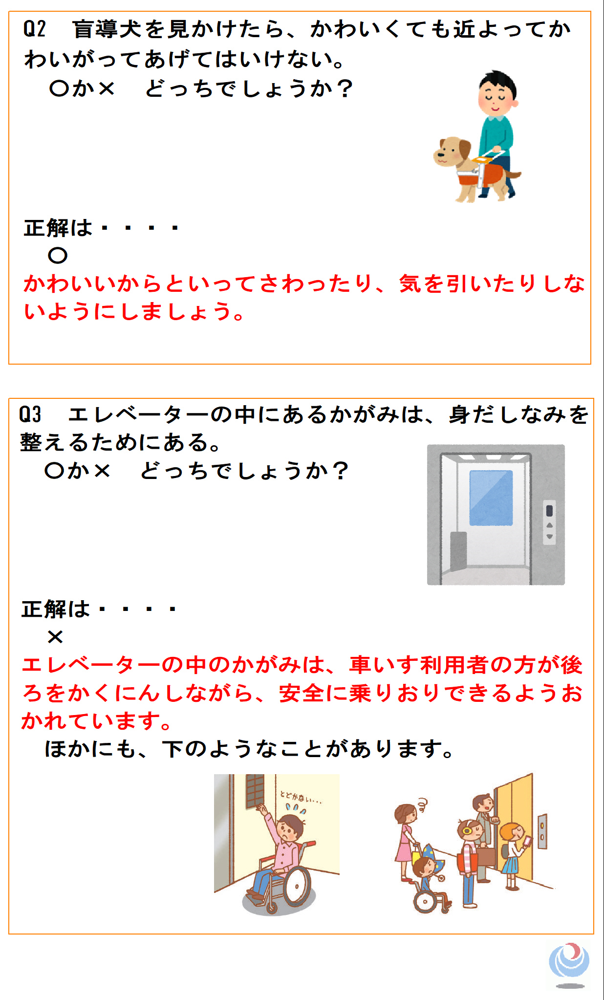 Q2　盲導犬を見かけたら、かわいくても近よってか
わいがってあげてはいけない。
〇か×　どっちでしょうか？
正解は・・・・
〇
かわいいからといってさわったり、気を引いたりしな
いようにしましょう。
Q3　エレベーターの中にあるかがみは、身だしなみを
整えるためにある。
〇か×　どっちでしょうか？
正解は・・・・
×
エレベーターの中のかがみは、車いす利用者の方が後
ろをかくにんしながら、安全に乗りおりできるようお
かれています。
ほかにも、下のようなことがあります。
とどかない・・・